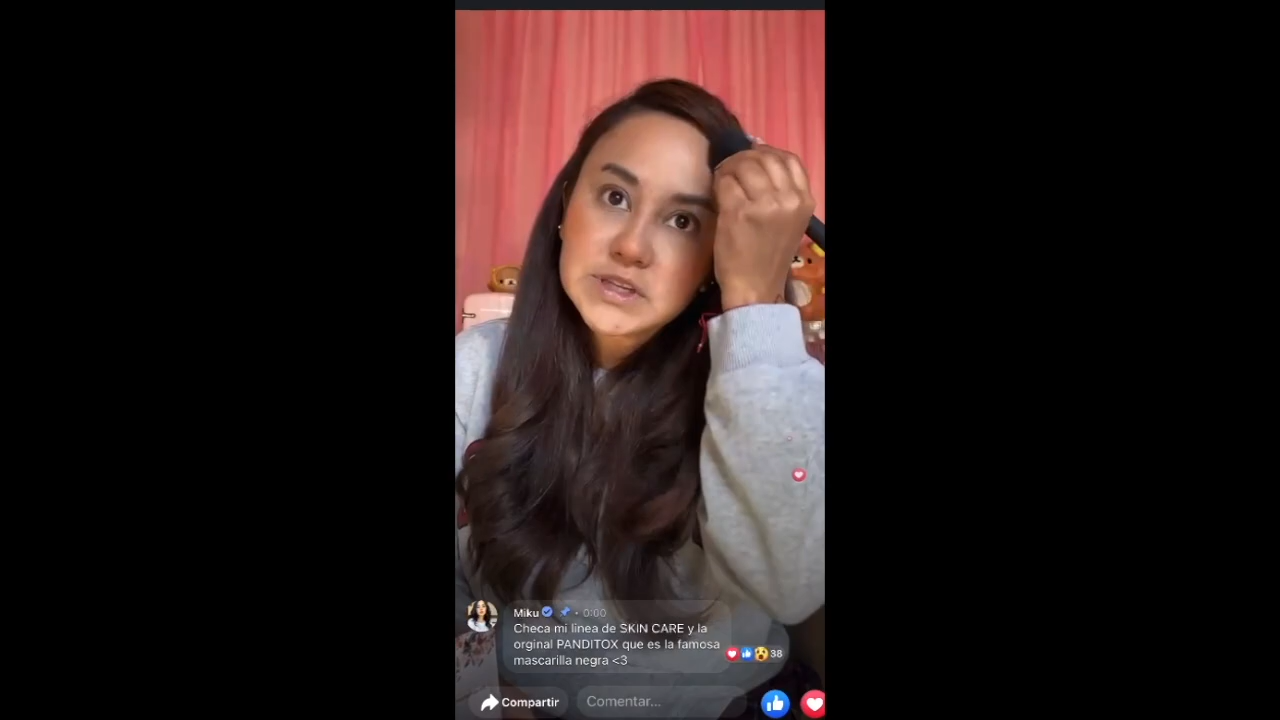 Miku • 0:00
Checa mi linea de SKIN CARE y la
orginal PANDITOX que es la famosa
mascarilla negra <3
38
Compartir
Comentar...